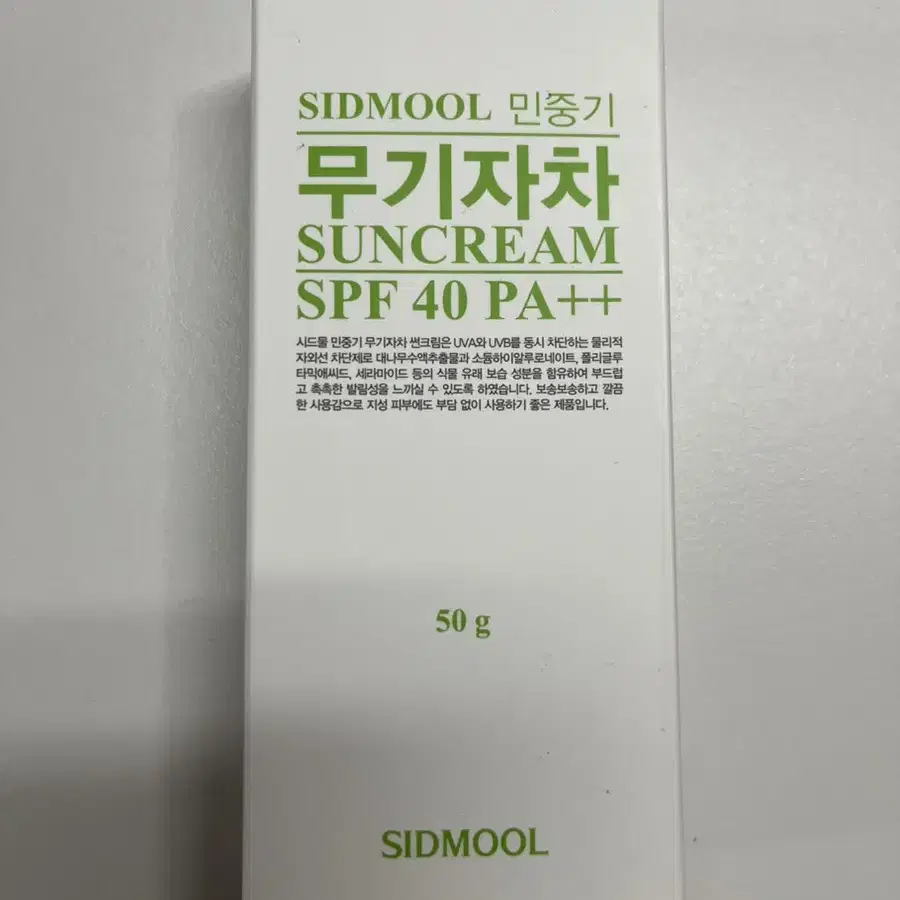 SIDMOOL 민중기
무기자차
SUNCREAM
SPF 40 PA++
시드물 민중기 무기자차 썬크림은 UVA와 UVB를 동시 차단하는 물리적
자외선 차단제로 대나무수액추출물과 소듐하이알루로네이트, 폴리글루
타믹애씨드, 세라마이드 등의 식물 유래 보습 성분을 함유하여 부드럽
고 촉촉한 발림성을 느끼실 수 있도록 하였습니다. 보송보송하고 깔끔
한 사용감으로 지성 피부에도 부담 없이 사용하기 좋은 제품입니다.
50 g
SIDMOOL